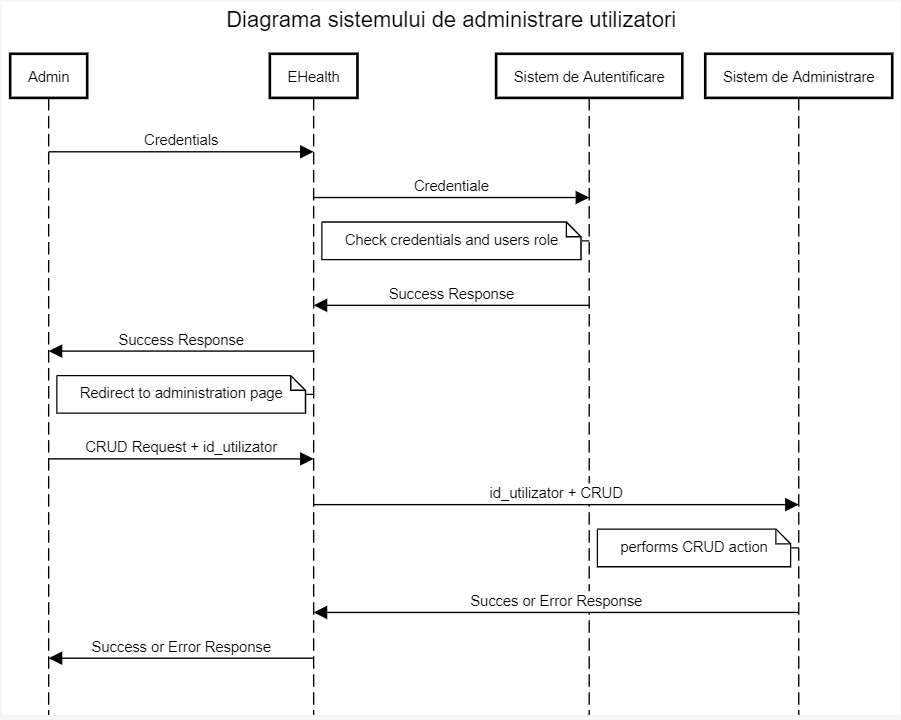 Diagrama sistemului de administrare utilizatori
Admin
EHealth
Sistem de Autentificare
Sistem de Administrare
Credentials
Credentiale
Check credentials and users role
Success Response
Success Response
Redirect to administration page
CRUD Request + id_utilizator
id_utilizator + CRUD
performs CRUD action
Succes or Error Response
Success or Error Response